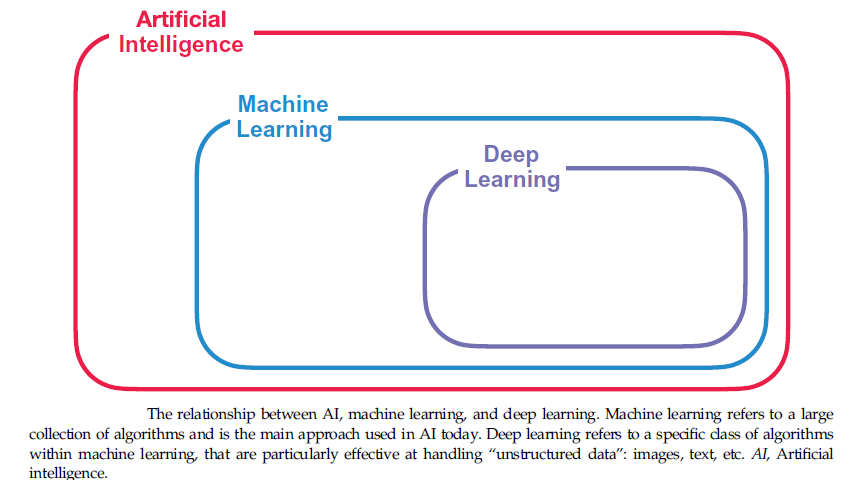 Artificial
Intelligence
Machine
Learning
Deep
Learning
The relationship between AI, machine learning, and deep learning. Machine learning refers to a large
collection of algorithms and is the main approach used in AI today. Deep learning refers to a specific class of algorithms
within machine learning, that are particularly effective at handling “unstructured data”: images, text, etc. AI, Artificial
intelligence.